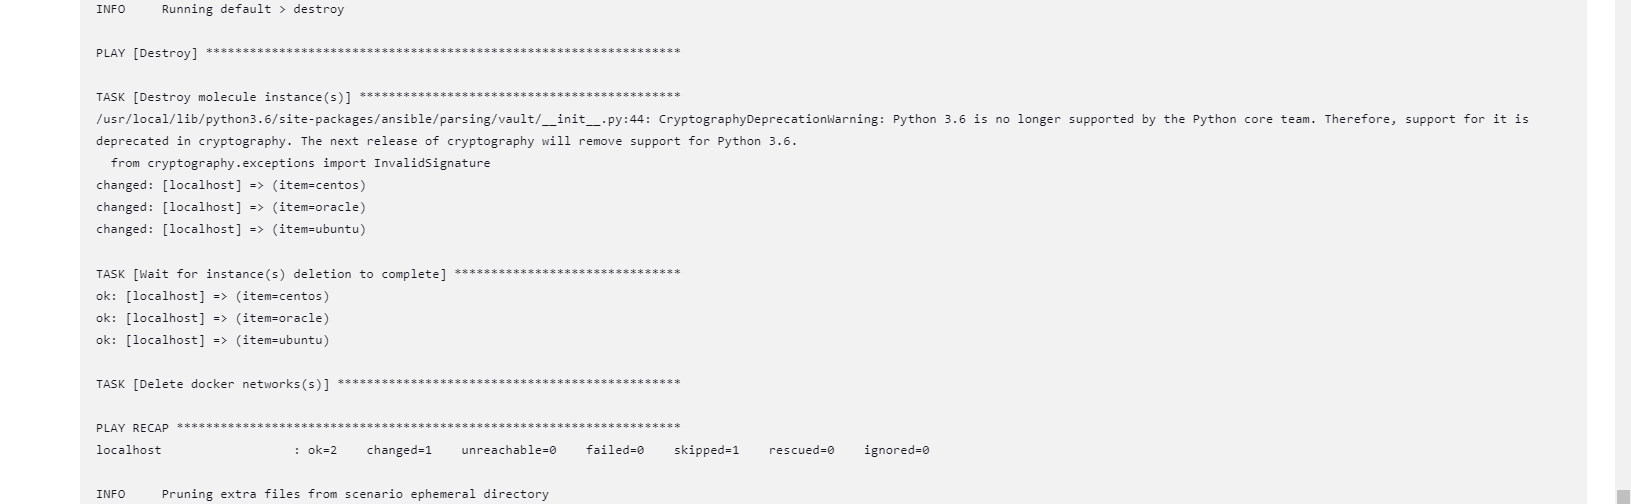 INFO     Running default > destroy
PLAY [Destroy] *****************************************************************
TASK [Destroy molecule instance(s)] ********************************************
/usr/local/lib/python3.6/site-packages/ansible/parsing/vault/__init__.py:44: CryptographyDeprecationWarning: Python 3.6 is no longer supported by the Python core team. Therefore, support for it is
deprecated in cryptography. The next release of cryptography will remove support for Python 3.6.
  from cryptography.exceptions import InvalidSignature
changed: [localhost] => (item=centos)
changed: [localhost] => (item=oracle)
changed: [localhost] => (item=ubuntu)
TASK [Wait for instance(s) deletion to complete] *******************************
ok: [localhost] => (item=centos)
ok: [localhost] => (item=oracle)
ok: [localhost] => (item=ubuntu)
TASK [Delete docker networks(s)] ***********************************************
PLAY RECAP *********************************************************************
localhost                  : ok=2    changed=1    unreachable=0    failed=0    skipped=1    rescued=0    ignored=0
INFO     Pruning extra files from scenario ephemeral directory